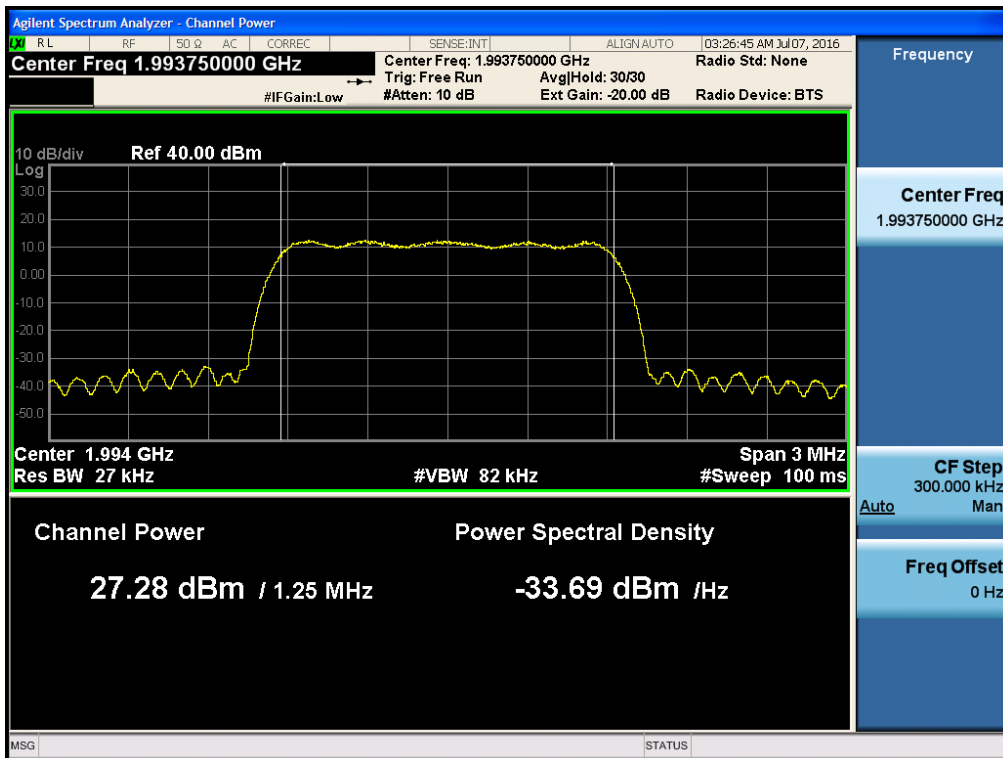 Agilent Spectrum Analyzer - Channel Power
LXI RL RF 50 Ω AC CORREC SENSE:INT ALIGN AUTO 03:26:45 AM Jul 07, 2016
Center Freq 1.993750000 GHz
#IFGain:Low
Center Freq: 1.993750000 GHz
Trig: Free Run Avg|Hold: 30/30
#Atten: 10 dB Ext Gain: -20.00 dB
Radio Std: None
Radio Device: BTS
10 dB/div Ref 40.00 dBm
Log
30.0
20.0
10.0
0.00
-10.0
-20.0
-30.0
-40.0
-50.0
Center 1.994 GHz Span 3 MHz
Res BW 27 kHz #VBW 82 kHz #Sweep 100 ms
Channel Power Power Spectral Density
27.28 dBm / 1.25 MHz -33.69 dBm /Hz
Frequency
Center Freq
1.993750000 GHz
CF Step
300.000 kHz
Auto Man
Freq Offset
0 Hz
MSG STATUS